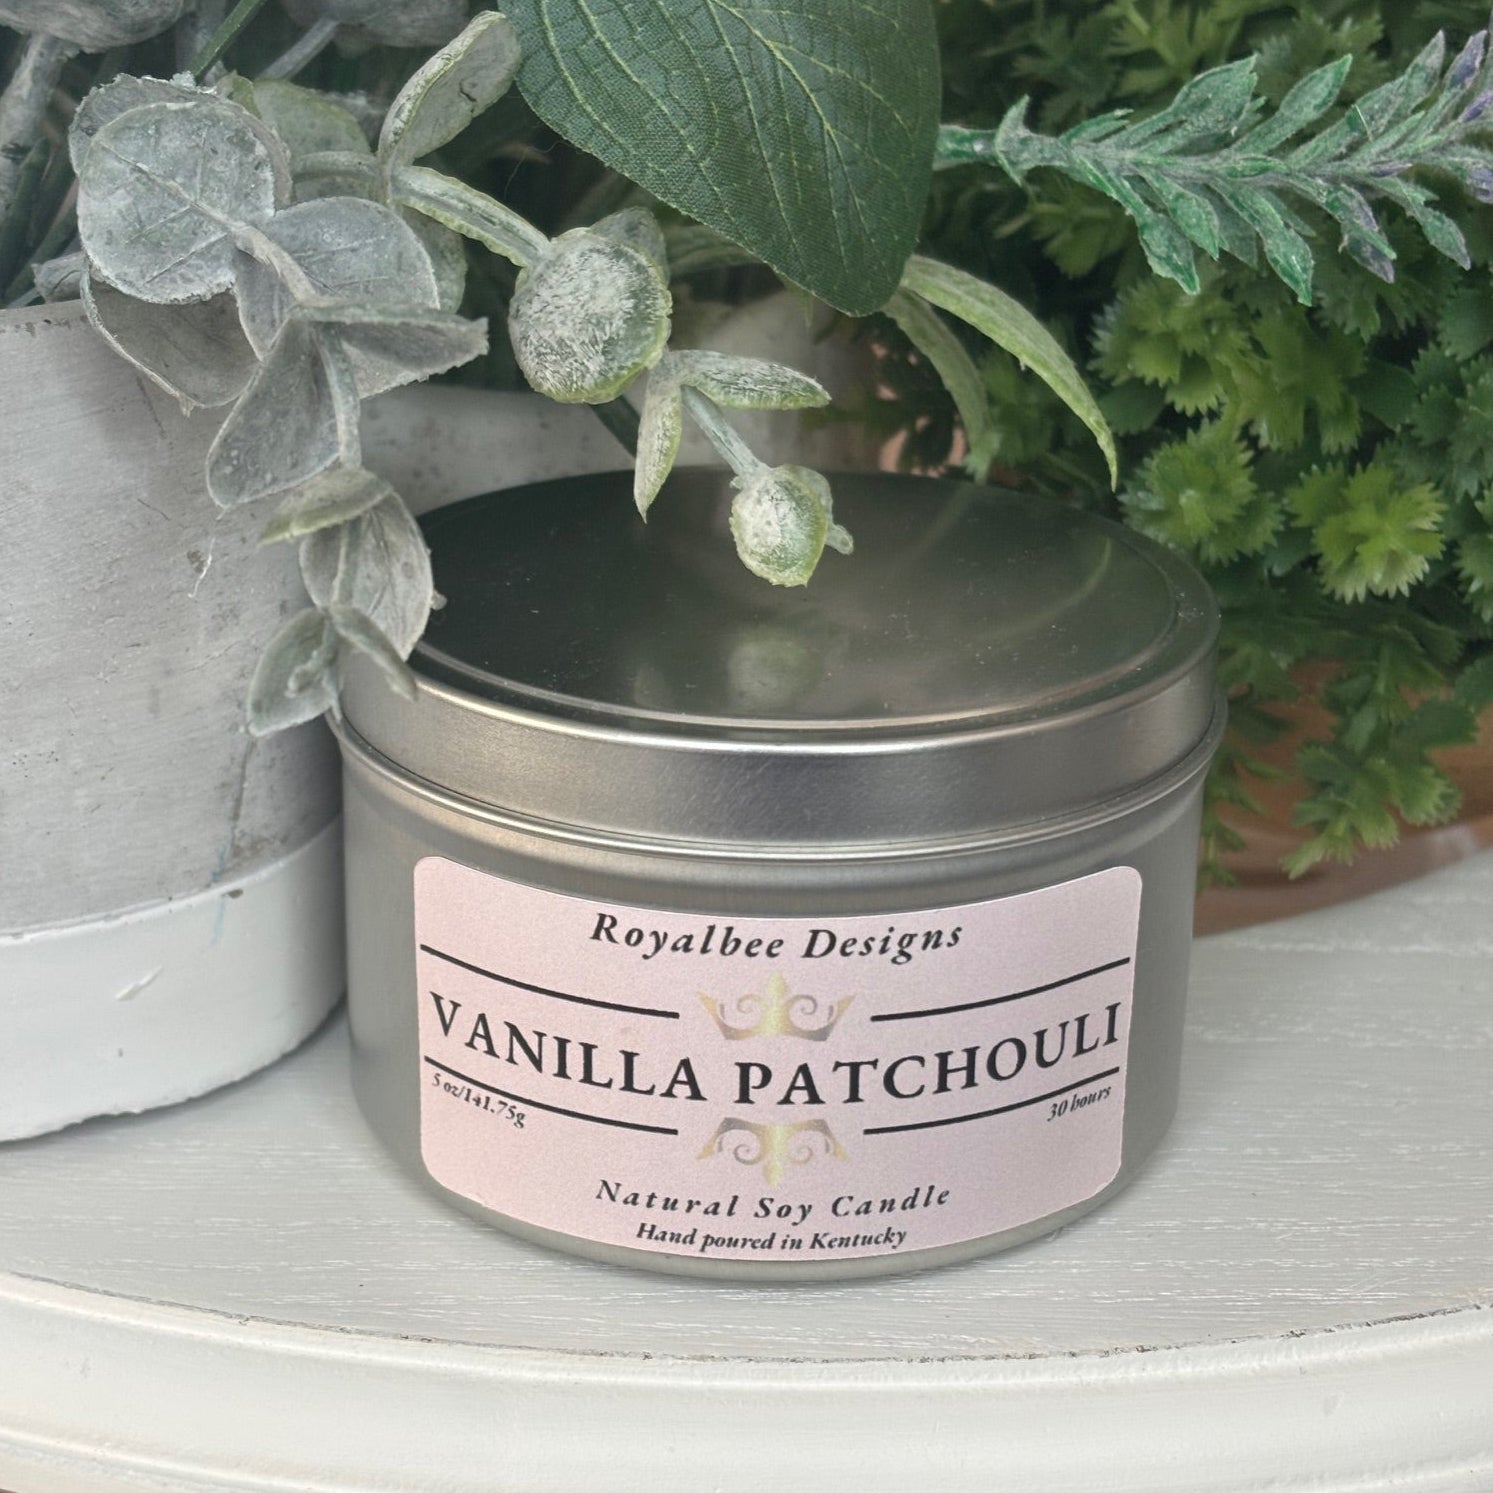 Royalbee Designs
VANILLA PATCHOULI
5 oz/141.75g
30 hours
Natural Soy Candle
Hand poured in Kentucky